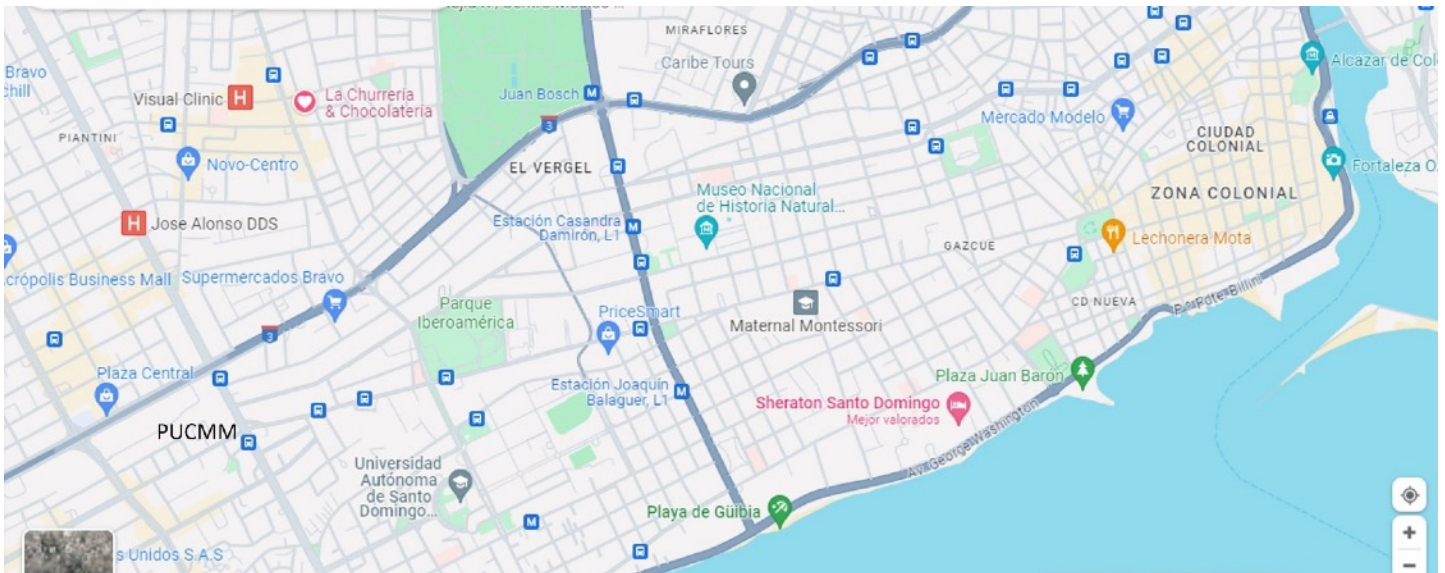 MIRAFLORES
Caribe Tours
Alcazar de Col
Bravo
chill
Visual Clinic
H
La Churrería
& Chocolatería
Juan Bosch
M
3
Mercado Modelo
CIUDAD
COLONIAL
PIANTINI
Novo-Centro
EL VERGEL
Fortaleza O.
Museo Nacional
de Historia Natural...
ZONA COLONIAL
H
Jose Alonso DDS
Estación Casandra
Damirón, L1
M
GAZCUE
Lechonera Mota
crópolis Business Mall
Supermercados Bravo
Parque
Iberoamérica
PriceSmart
Maternal Montessori
CD NUEVA
P.º Pdte. Billini
3
Plaza Central
Estación Joaquín
Balaguer, L1
M
Plaza Juan Barón
Sheraton Santo Domingo
Mejor valorados
Av. George Washington
PUCMM
Universidad
Autónoma
de Santo
Domingo...
Playa de Güibia
M
s Unidos S.A.S
+
−